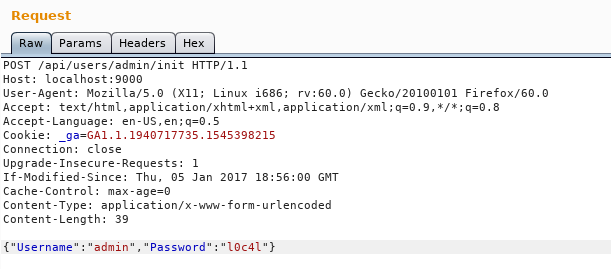 Request
Raw Params Headers Hex
POST /api/users/admin/init HTTP/1.1
Host: localhost:9000
User-Agent: Mozilla/5.0 (X11; Linux i686; rv:60.0) Gecko/20100101 Firefox/60.0
Accept: text/html,application/xhtml+xml,application/xml;q=0.9,*/*;q=0.8
Accept-Language: en-US,en;q=0.5
Cookie: _ga=GA1.1.1940717735.1545398215
Connection: close
Upgrade-Insecure-Requests: 1
If-Modified-Since: Thu, 05 Jan 2017 18:56:00 GMT
Cache-Control: max-age=0
Content-Type: application/x-www-form-urlencoded
Content-Length: 39
{"Username":"admin","Password":"l0c4l"}